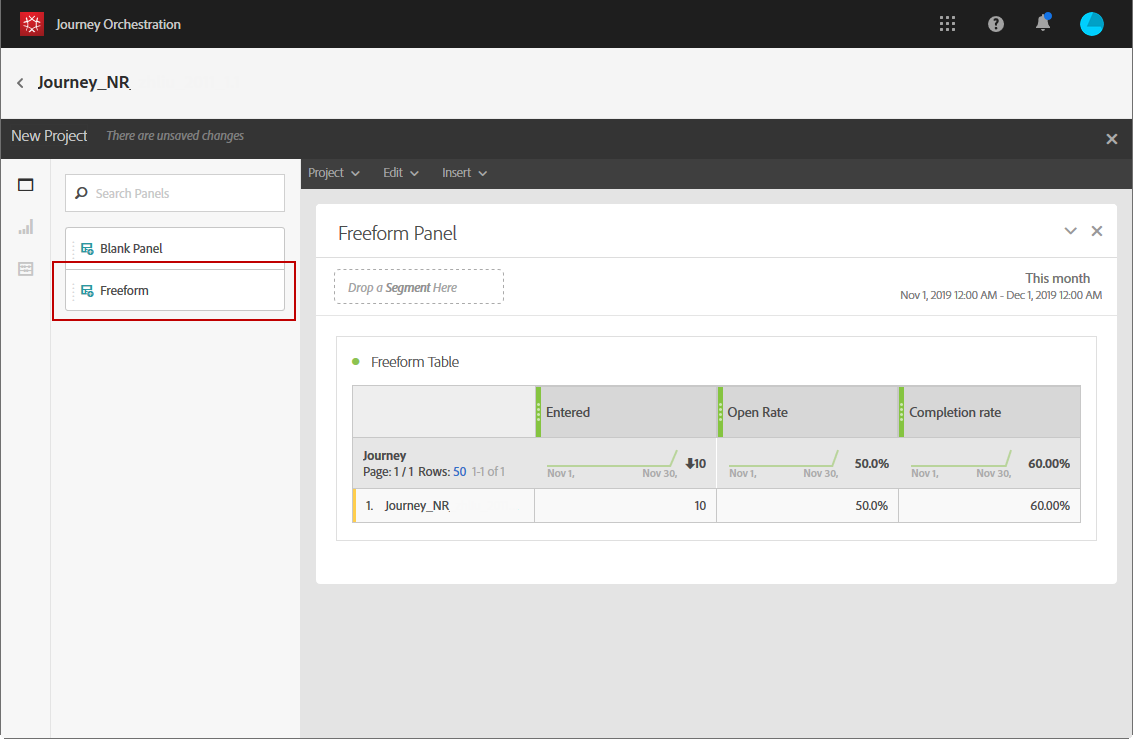 Journey Orchestration
Journey_NR
New Project There are unsaved changes
Project Edit Insert
Search Panels
Blank Panel
Freeform
Freeform Panel
Drop a Segment Here
This month
Nov 1, 2019 12:00 AM - Dec 1, 2019 12:00 AM
Freeform Table
Entered Open Rate Completion rate
Journey
Page: 1 / 1 Rows: 50 1-1 of 1
Nov 1, Nov 30, 10 Nov 1, Nov 30, 50.0% Nov 1, Nov 30, 60.00%
1. Journey_NR 10 50.0% 60.00%